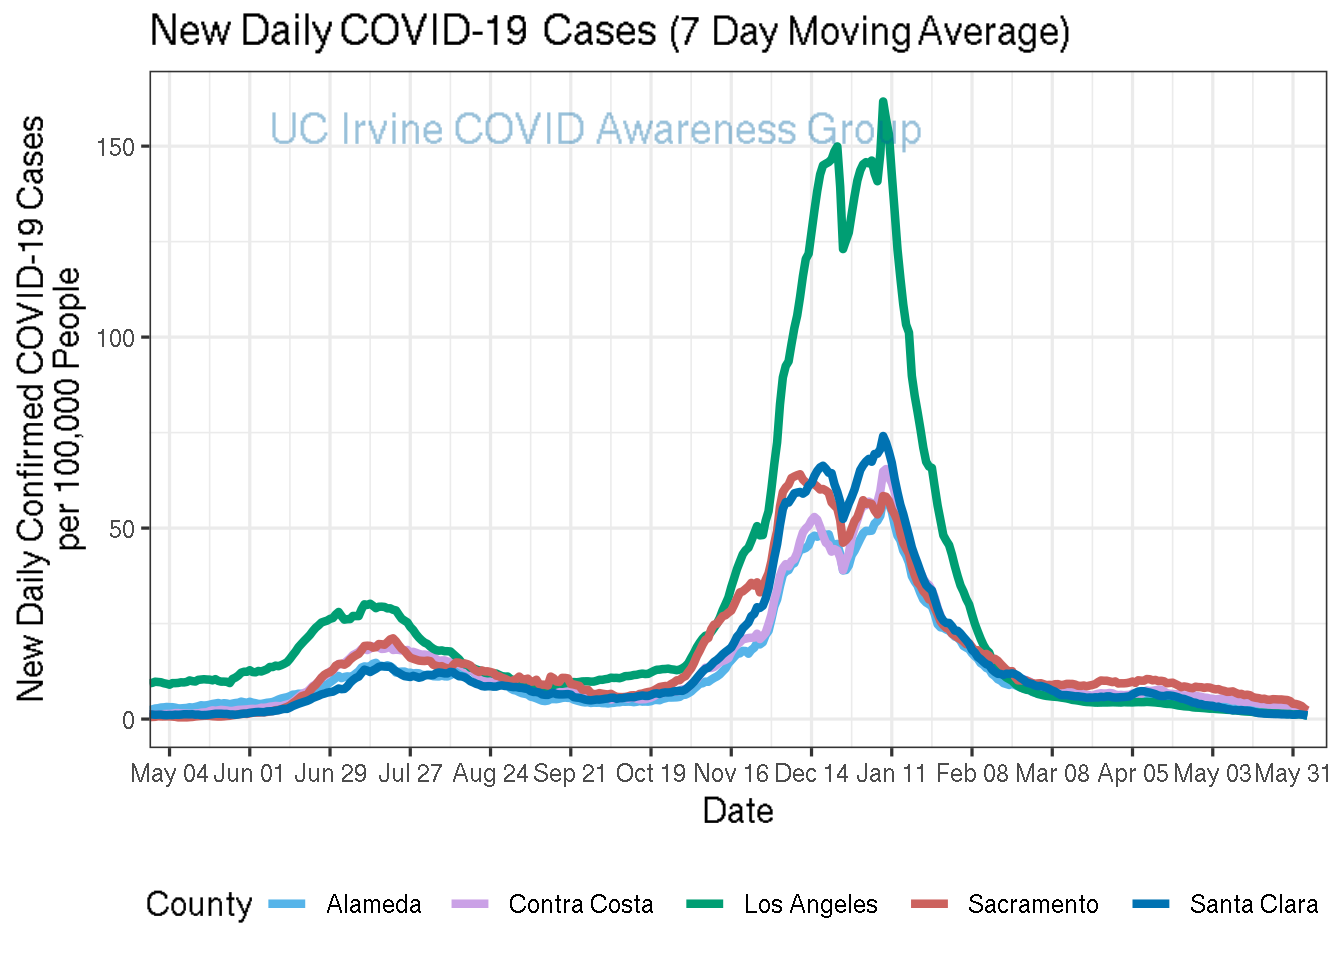 New Daily COVID-19 Cases (7 Day Moving Average)
UC Irvine COVID Awareness Group
New Daily Confirmed COVID-19 Cases
per 100,000 People
150
100
50
0
May 04 Jun 01 Jun 29 Jul 27 Aug 24 Sep 21 Oct 19 Nov 16 Dec 14 Jan 11 Feb 08 Mar 08 Apr 05 May 03 May 31
Date
County Alameda Contra Costa Los Angeles Sacramento Santa Clara